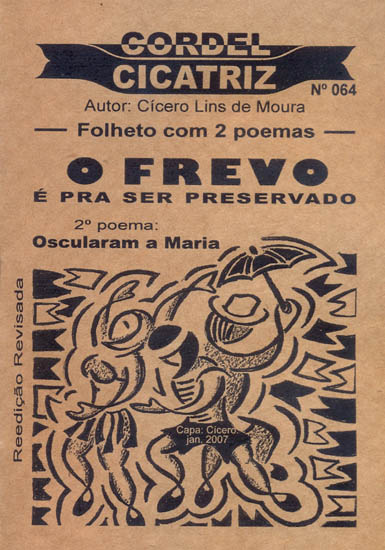 CORDEL
CICATRIZ
Nº 064
Autor: Cícero Lins de Moura
Folheto com 2 poemas
O FREVO
É PRA SER PRESERVADO
2º poema:
Oscularam a Maria
Reedição Revisada
Capa: Cícero,
jan, 2007